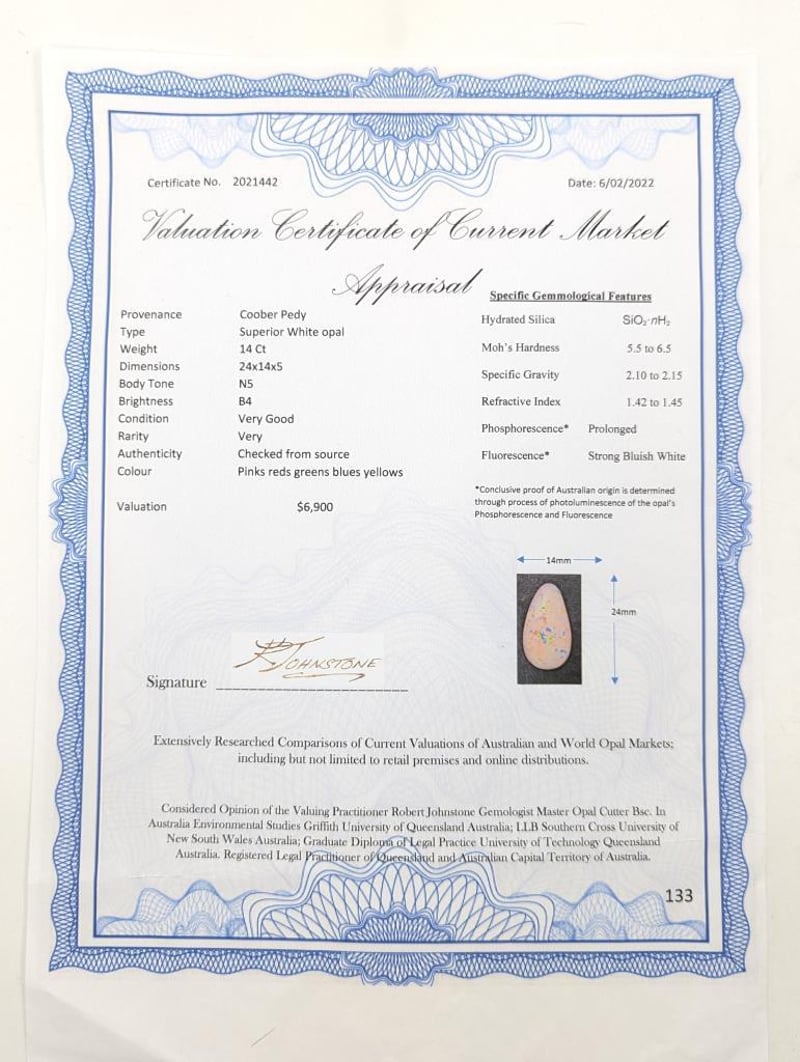 Certificate No. 2021442
Date: 6/02/2022
Valuation Certificate of Current Market
Appraisal
Provenance Coober Pedy
Type Superior White opal
Weight 14 Ct
Dimensions 24x14x5
Body Tone N5
Brightness B4
Condition Very Good
Rarity Very
Authenticity Checked from source
Colour Pinks reds greens blues yellows
Valuation $6,900
Specific Gemmological Features
Hydrated Silica SiO₂·nH₂
Moh's Hardness 5.5 to 6.5
Specific Gravity 2.10 to 2.15
Refractive Index 1.42 to 1.45
Phosphorescence* Prolonged
Fluorescence* Strong Bluish White
*Conclusive proof of Australian origin is determined
through process of photoluminescence of the opal's
Phosphorescence and Fluorescence
14mm
24mm
RJohnstone
Signature
Extensively Researched Comparisons of Current Valuations of Australian and World Opal Markets;
including but not limited to retail premises and online distributions.
Considered Opinion of the Valuing Practitioner Robert Johnstone Gemologist Master Opal Cutter Bsc. In
Australia Environmental Studies Griffith University of Queensland Australia; LLB Southern Cross University of
New South Wales Australia; Graduate Diploma of Legal Practice University of Technology Queensland
Australia. Registered Legal Practitioner of Queensland and Australian Capital Territory of Australia.
133